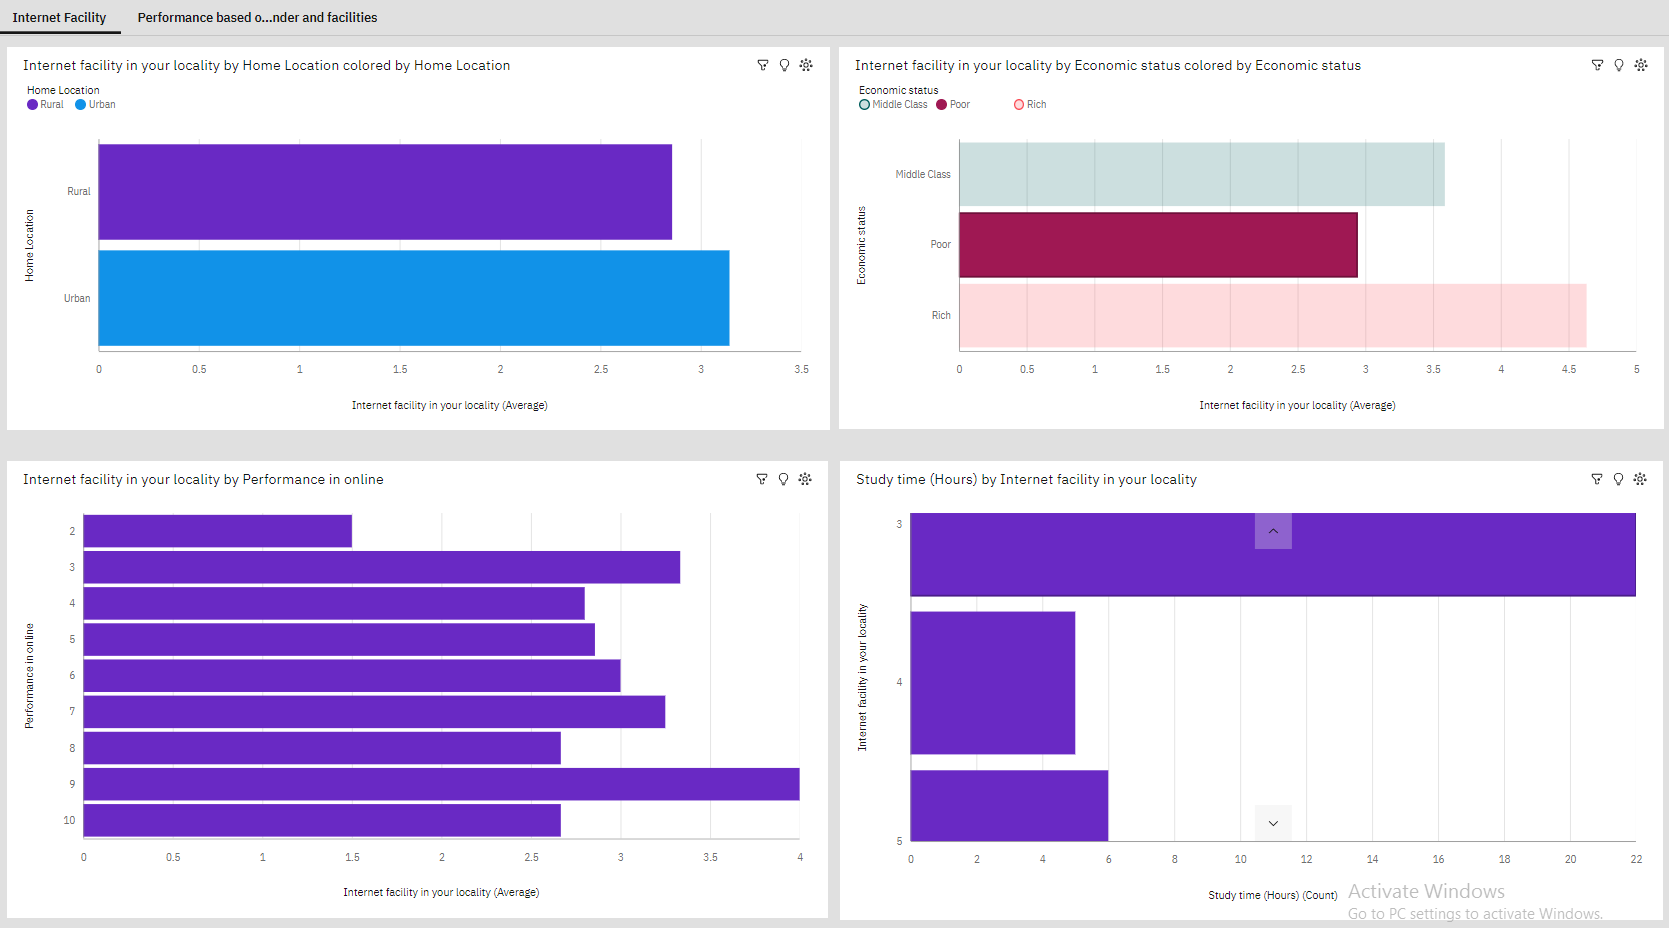 Internet Facility
Performance based o...nder and facilities
Internet facility in your locality by Home Location colored by Home Location
Home Location
Rural
Urban
Home Location
Rural
Urban
0 0.5 1 1.5 2 2.5 3 3.5
Internet facility in your locality (Average)
Internet facility in your locality by Economic status colored by Economic status
Economic status
Middle Class
Poor
Rich
Economic status
Middle Class
Poor
Rich
0 0.5 1 1.5 2 2.5 3 3.5 4 4.5 5
Internet facility in your locality (Average)
Internet facility in your locality by Performance in online
Performance in online
2
3
4
5
6
7
8
9
10
0 0.5 1 1.5 2 2.5 3 3.5 4
Internet facility in your locality (Average)
Study time (Hours) by Internet facility in your locality
Internet facility in your locality
3
4
5
0 2 4 6 8 10 12 14 16 18 20 22
Study time (Hours) (Count)
Activate Windows
Go to PC settings to activate Windows.